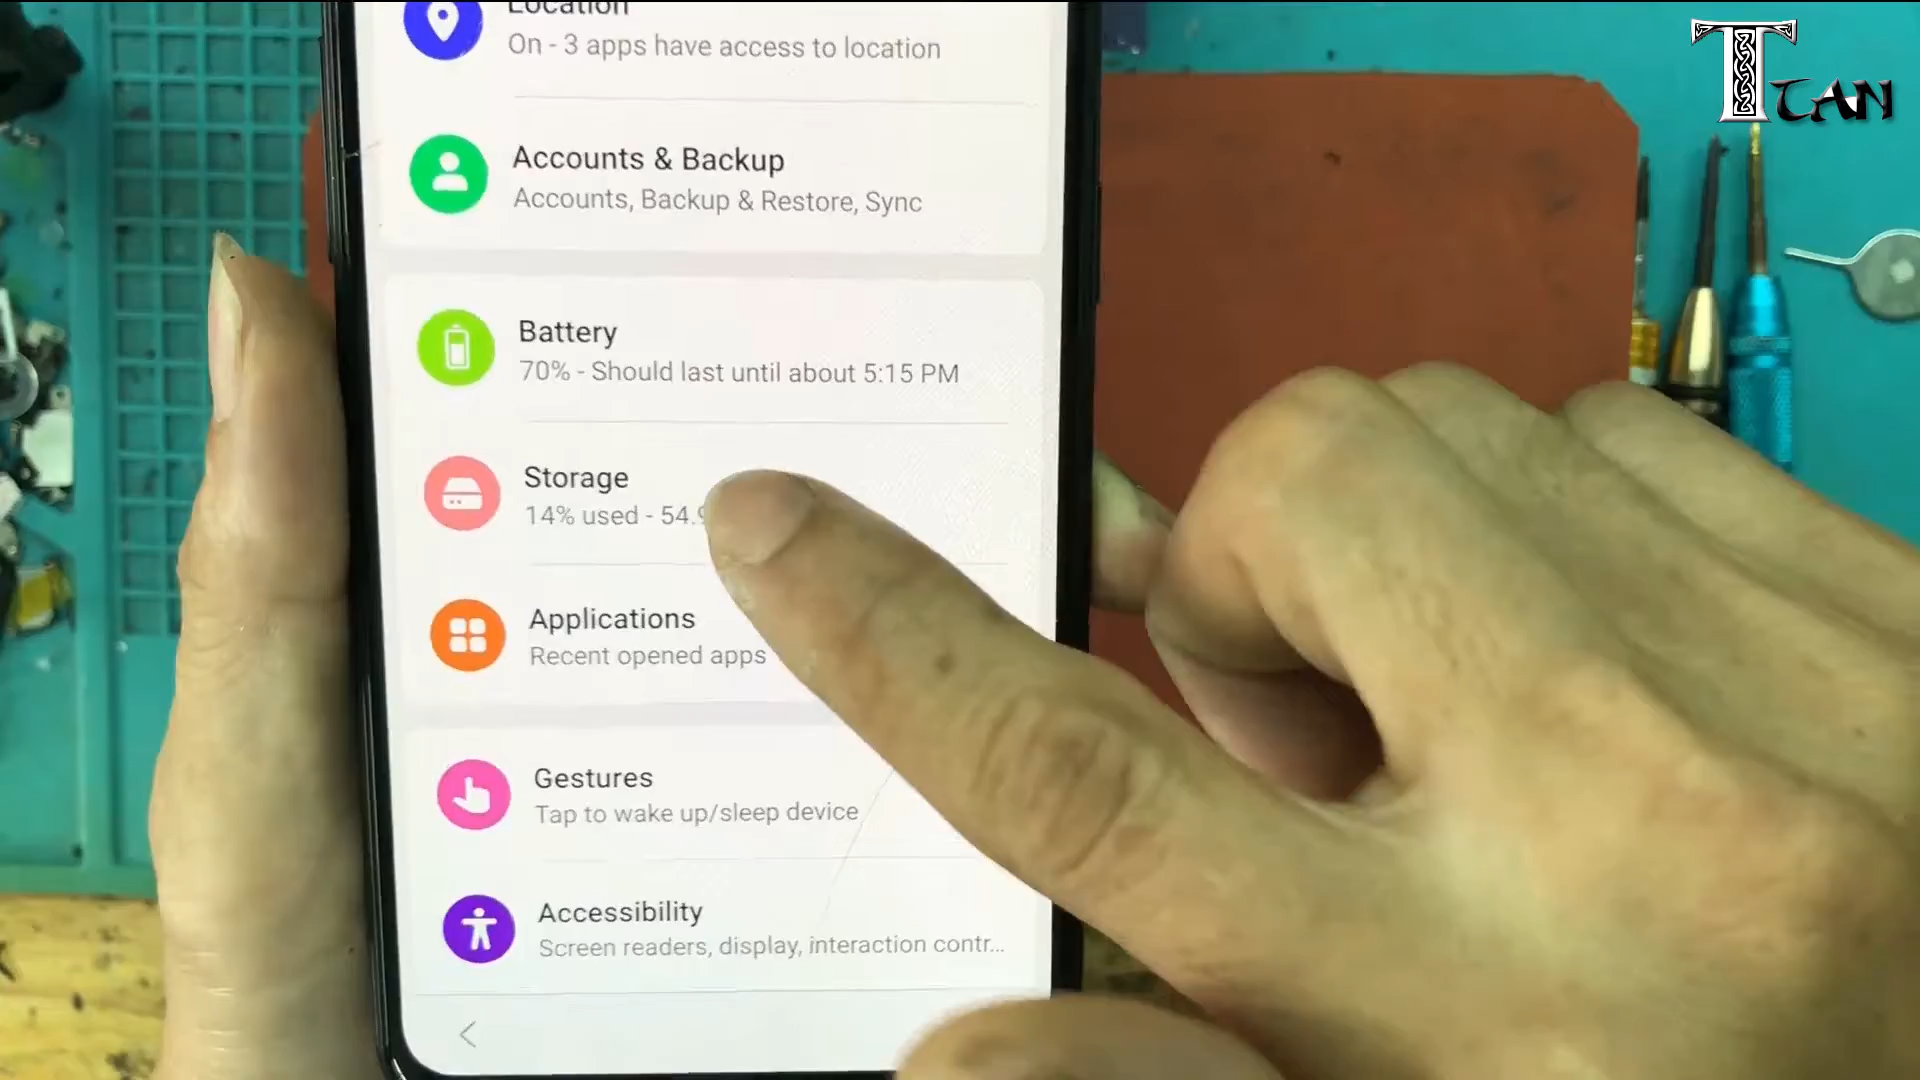 Location
On - 3 apps have access to location
Accounts & Backup
Accounts, Backup & Restore, Sync
Battery
70% - Should last until about 5:15 PM
Storage
14% used - 54.9
Applications
Recent opened apps
Gestures
Tap to wake up/sleep device
Accessibility
Screen readers, display, interaction contr...
TCAN